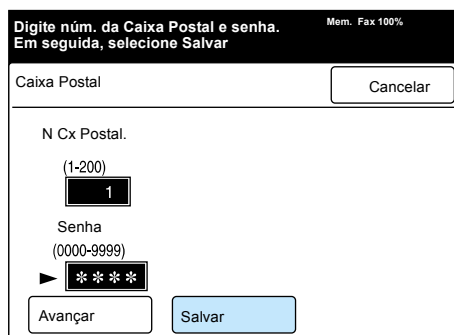 Digite núm. da Caixa Postal e senha.
Em seguida, selecione Salvar
Mem. Fax 100%
Caixa Postal
Cancelar
N Cx Postal.
(1-200)
1
Senha
(0000-9999)
► ****
Avançar
Salvar